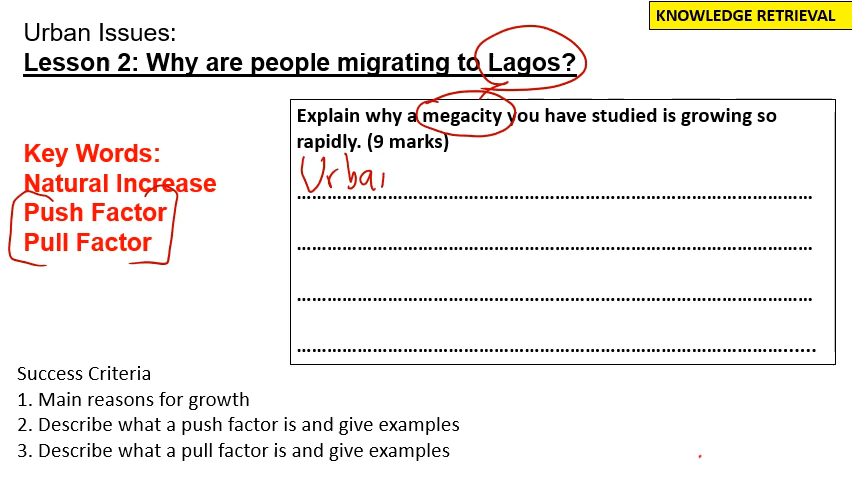 KNOWLEDGE RETRIEVAL
Urban Issues:
Lesson 2: Why are people migrating to Lagos?
Explain why a megacity you have studied is growing so
rapidly. (9 marks)
Key Words:
Natural Increase
Push Factor
Pull Factor
Success Criteria
1. Main reasons for growth
2. Describe what a push factor is and give examples
3. Describe what a pull factor is and give examples